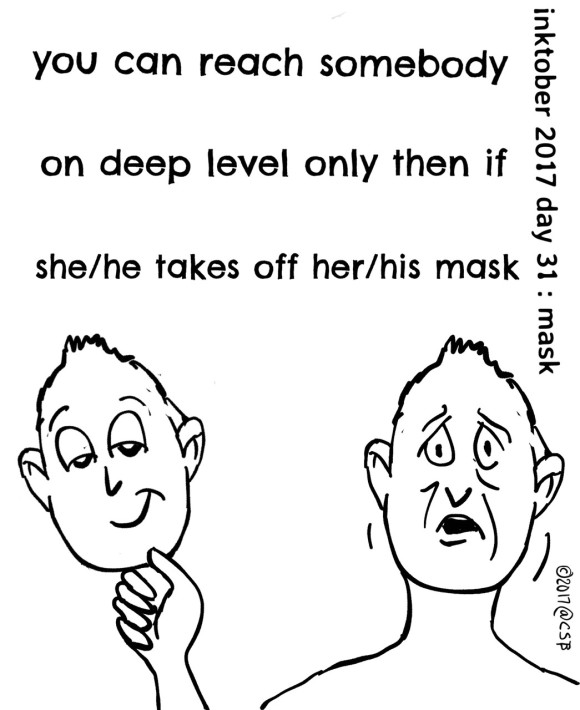 you can reach somebody
on deep level only then if
she/he takes off her/his mask
inktober 2017 day 31 : mask
©2017@CSB